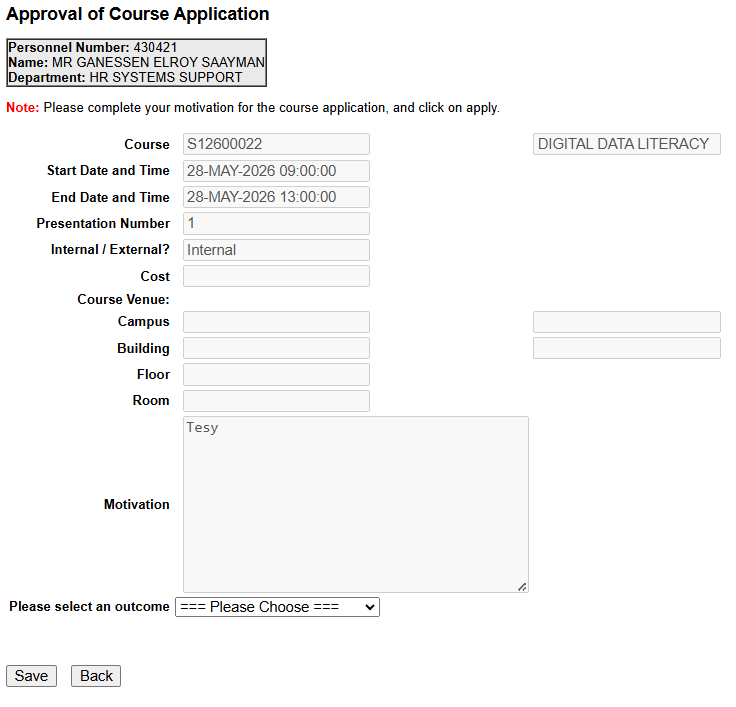 Approval of Course Application
Personnel Number: 430421
Name: MR GANESSEN ELROY SAAYMAN
Department: HR SYSTEMS SUPPORT
Note: Please complete your motivation for the course application, and click on apply.
Course S12600022 DIGITAL DATA LITERACY
Start Date and Time 28-MAY-2026 09:00:00
End Date and Time 28-MAY-2026 13:00:00
Presentation Number 1
Internal / External? Internal
Cost
Course Venue:
Campus
Building
Floor
Room
Motivation Tesy
Please select an outcome === Please Choose ===
Save Back